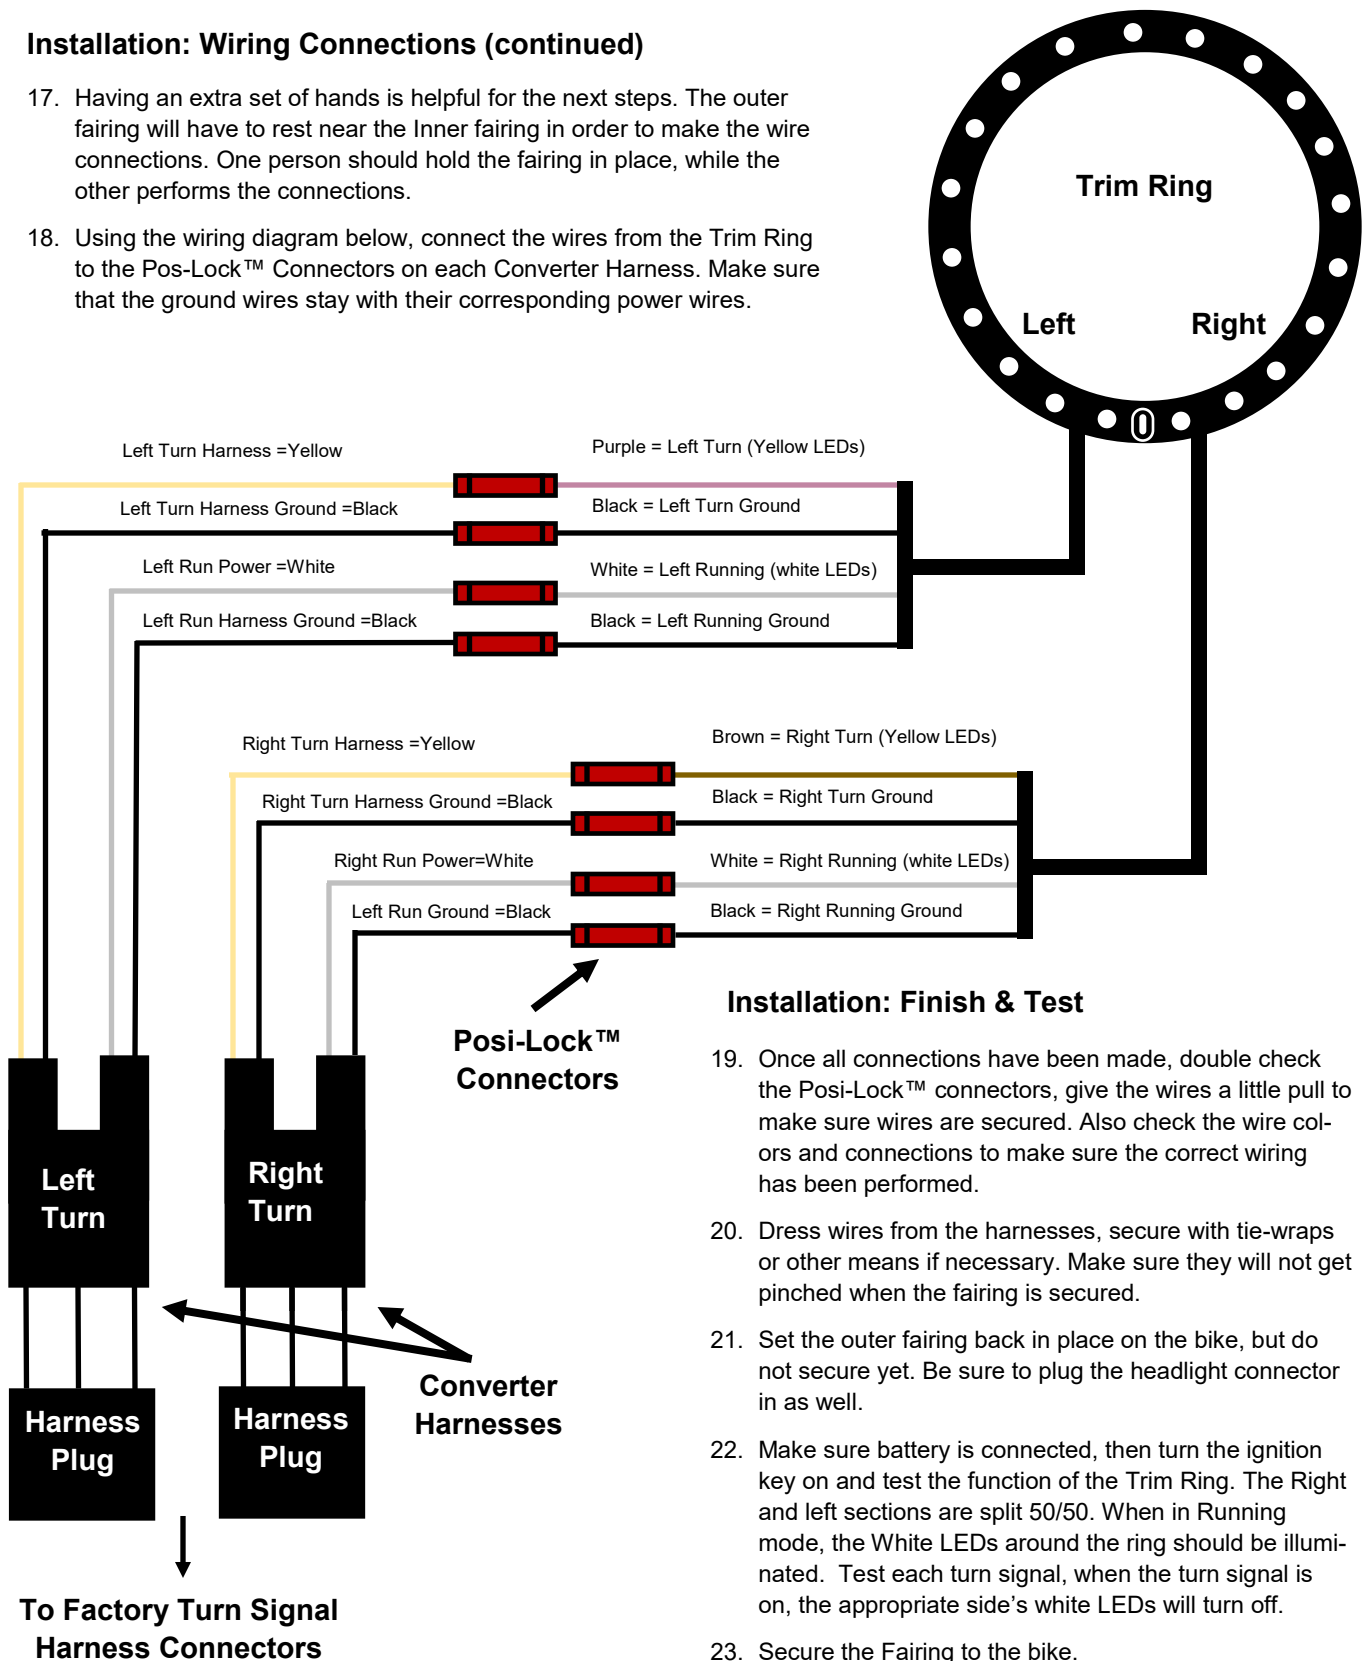 Installation: Wiring Connections (continued)
17. Having an extra set of hands is helpful for the next steps. The outer
fairing will have to rest near the Inner fairing in order to make the wire
connections. One person should hold the fairing in place, while the
other performs the connections.
18. Using the wiring diagram below, connect the wires from the Trim Ring
to the Pos-Lock™ Connectors on each Converter Harness. Make sure
that the ground wires stay with their corresponding power wires.
Trim Ring
Left
Right
Left Turn Harness =Yellow
Purple = Left Turn (Yellow LEDs)
Left Turn Harness Ground =Black
Black = Left Turn Ground
Left Run Power =White
White = Left Running (white LEDs)
Left Run Harness Ground =Black
Black = Left Running Ground
Right Turn Harness =Yellow
Brown = Right Turn (Yellow LEDs)
Right Turn Harness Ground =Black
Black = Right Turn Ground
Right Run Power=White
White = Right Running (white LEDs)
Left Run Ground =Black
Black = Right Running Ground
Posi-Lock™
Connectors
Left
Turn
Right
Turn
Converter
Harnesses
Harness
Plug
Harness
Plug
To Factory Turn Signal
Harness Connectors
Installation: Finish & Test
19. Once all connections have been made, double check
the Posi-Lock™ connectors, give the wires a little pull to
make sure wires are secured. Also check the wire col-
ors and connections to make sure the correct wiring
has been performed.
20. Dress wires from the harnesses, secure with tie-wraps
or other means if necessary. Make sure they will not get
pinched when the fairing is secured.
21. Set the outer fairing back in place on the bike, but do
not secure yet. Be sure to plug the headlight connector
in as well.
22. Make sure battery is connected, then turn the ignition
key on and test the function of the Trim Ring. The Right
and left sections are split 50/50. When in Running
mode, the White LEDs around the ring should be illumi-
nated. Test each turn signal, when the turn signal is
on, the appropriate side's white LEDs will turn off.
23. Secure the Fairing to the bike.